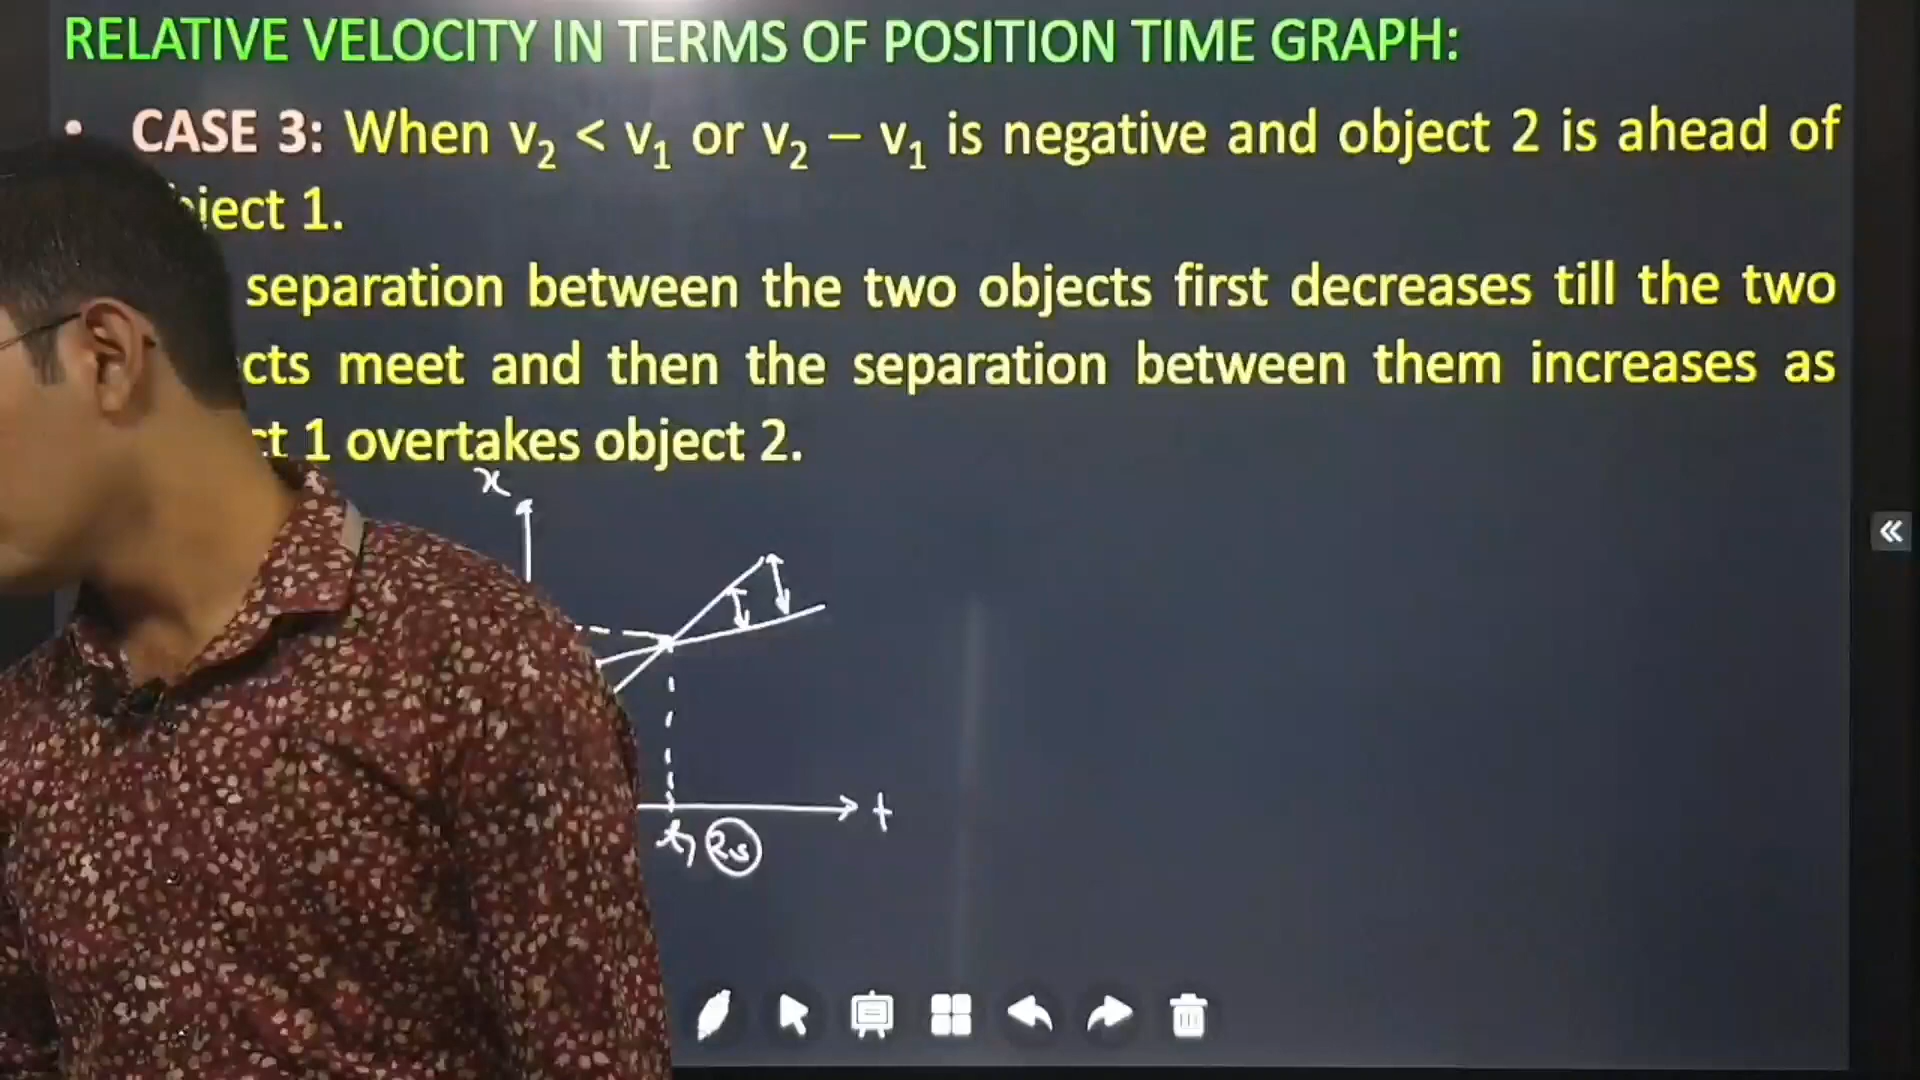 RELATIVE VELOCITY IN TERMS OF POSITION TIME GRAPH:
• CASE 3: When v₂ < v₁ or v₂ – v₁ is negative and object 2 is ahead of
ject 1.
separation between the two objects first decreases till the two
cts meet and then the separation between them increases as
ct 1 overtakes object 2.
x
t
t, 2s